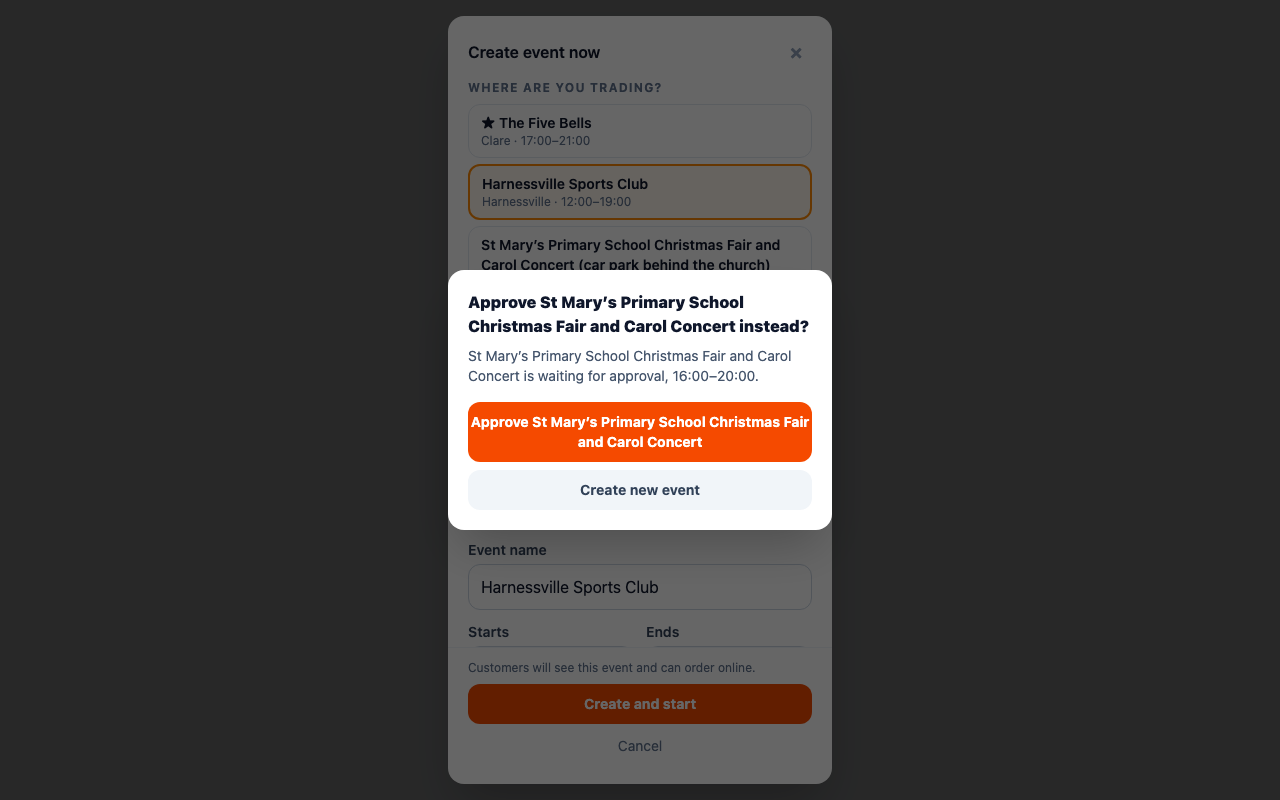 Create event now
WHERE ARE YOU TRADING?
★ The Five Bells
Clare · 17:00–21:00
Harnessville Sports Club
Harnessville · 12:00–19:00
St Mary’s Primary School Christmas Fair and
Carol Concert (car park behind the church)
Approve St Mary’s Primary School
Christmas Fair and Carol Concert instead?
St Mary’s Primary School Christmas Fair and Carol
Concert is waiting for approval, 16:00–20:00.
Approve St Mary’s Primary School Christmas Fair
and Carol Concert
Create new event
Event name
Harnessville Sports Club
Starts
Ends
Customers will see this event and can order online.
Create and start
Cancel